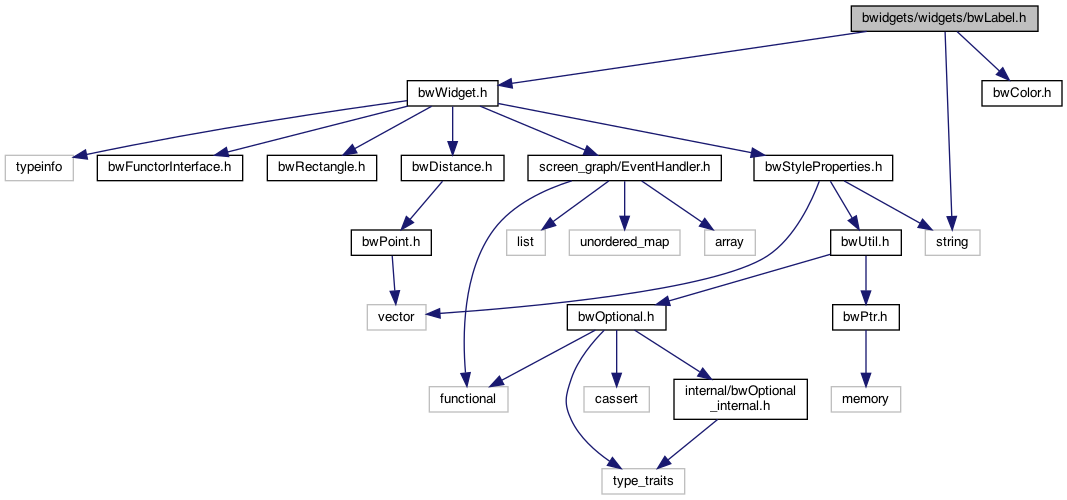 bwidgets/widgets/bwLabel.h
bwWidget.h
bwColor.h
typeinfo
bwFunctorInterface.h
bwRectangle.h
bwDistance.h
screen_graph/EventHandler.h
bwStyleProperties.h
bwPoint.h
list
unordered_map
array
bwUtil.h
string
vector
bwOptional.h
bwPtr.h
functional
cassert
internal/bwOptional
_internal.h
memory
type_traits